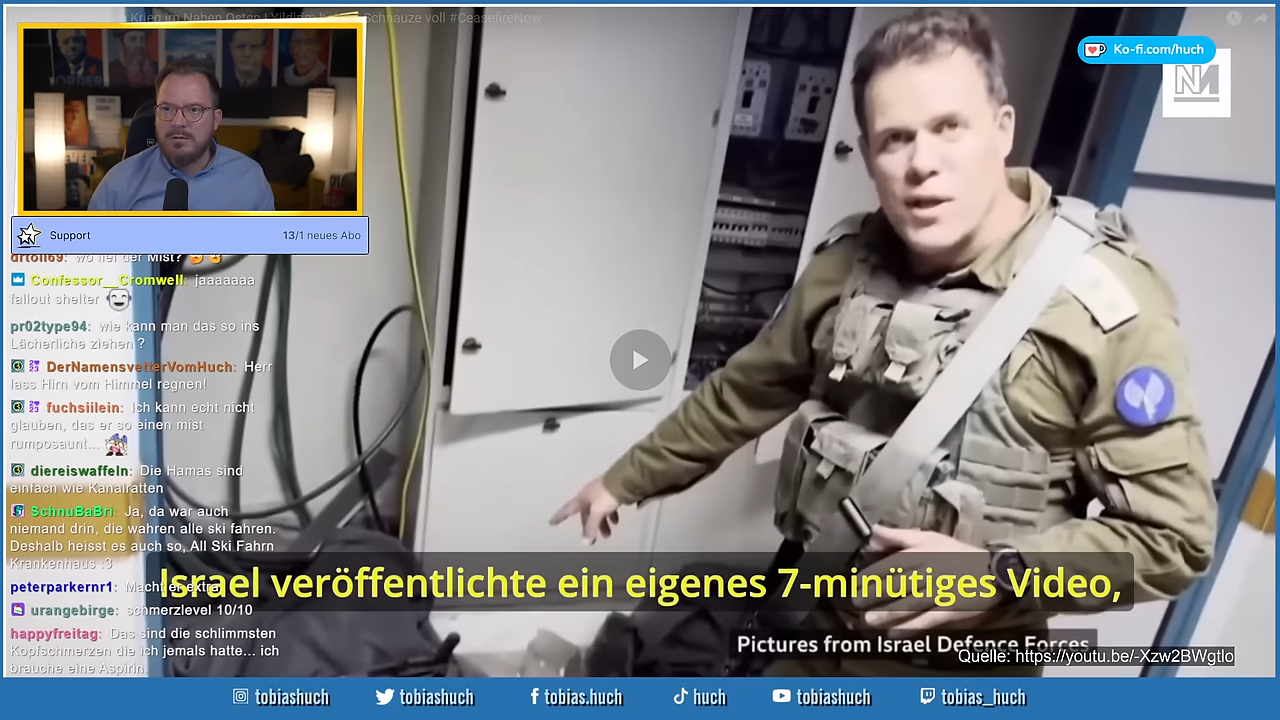 Krieg im Nahen Osten | Yildirim
Schnauze voll #CeasefireNow
Ko-fi.com/huch
Support
13/1 neues Abo
drtoll69: wo lief der Mist?
Confessor__Cromwell: jaaaaaaa
fallout shelter
pr02type94: wie kann man das so ins
Lächerliche ziehen ?
DerNamensvetterVomHuch: Herr
lass Hirn vom Himmel regnen!
fuchsiilein: Ich kann echt nicht
glauben, das er so einen mist
rumposaunt...
diereiswaffeln: Die Hamas sind
einfach wie Kanalratten
SchnuBaBri: Ja, da war auch
niemand drin, die wahren alle ski fahren.
Deshalb heisst es auch so, All Ski Fahrn
Krankenhaus :3
peterparkernr1: Macht er extra
urangebirge: schmerzlevel 10/10
happyfreitag: Das sind die schlimmsten
Kopfschmerzen die ich jemals hatte... ich
brauche eine Aspirin.
Israel veröffentlichte ein eigenes 7-minütiges Video,
Pictures from Israel Defence Forces
Quelle: https://youtu.be/-Xzw2BWgtIo
tobiashuch
tobiashuch
tobias.huch
huch
tobiashuch
tobias_huch